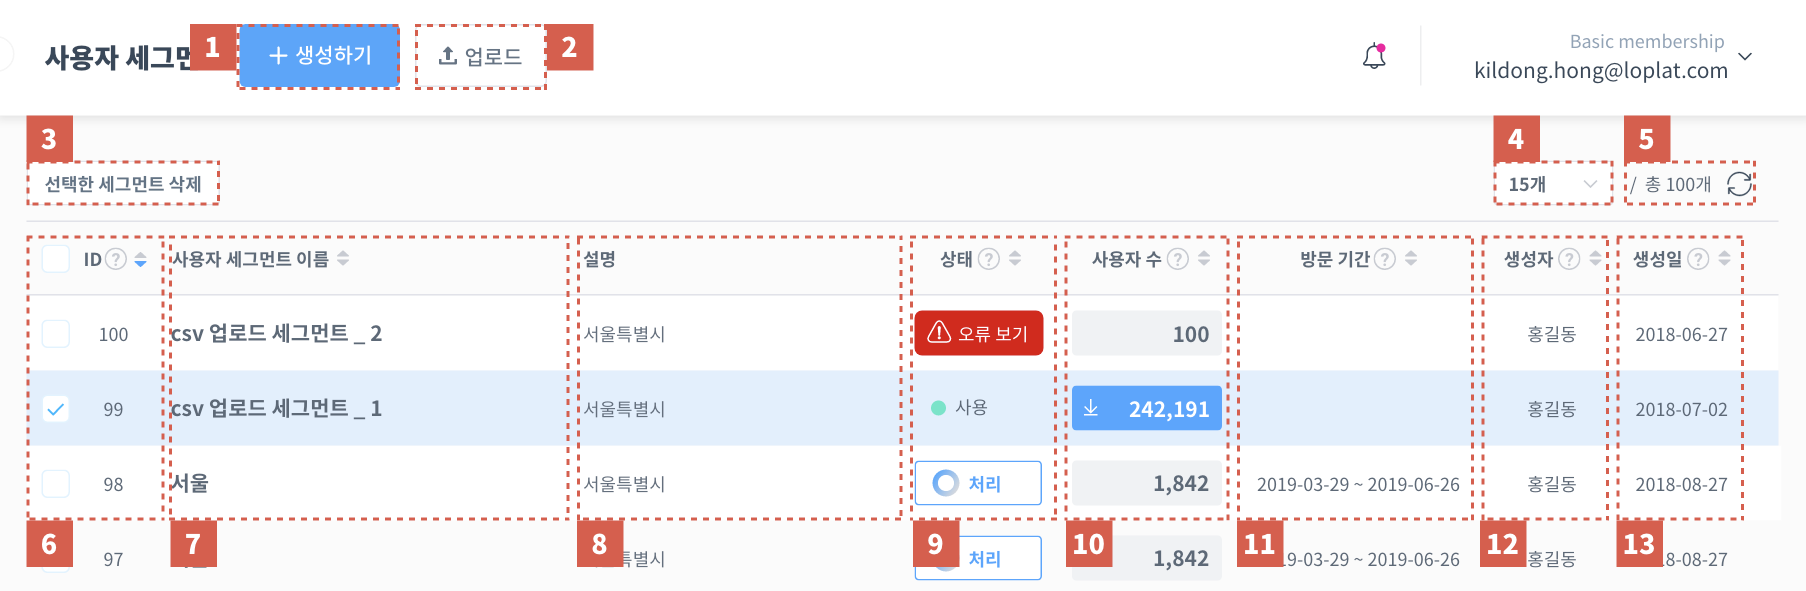 사용자 세그먼
1
+ 생성하기
업로드
2
Basic membership
kildong.hong@loplat.com
3
4
5
선택한 세그먼트 삭제
15개
/ 총 100개
ID ?
사용자 세그먼트 이름
설명
상태 ?
사용자 수 ?
방문 기간 ?
생성자 ?
생성일 ?
100
csv 업로드 세그먼트 _ 2
서울특별시
오류 보기
100
홍길동
2018-06-27
99
csv 업로드 세그먼트 _ 1
서울특별시
사용
242,191
홍길동
2018-07-02
98
서울
서울특별시
처리
1,842
2019-03-29 ~ 2019-06-26
홍길동
2018-08-27
6
7
8
9
10
11
12
13
97
특별시
처리
1,842
9-03-29 ~ 2019-06-26
홍길동
8-08-27